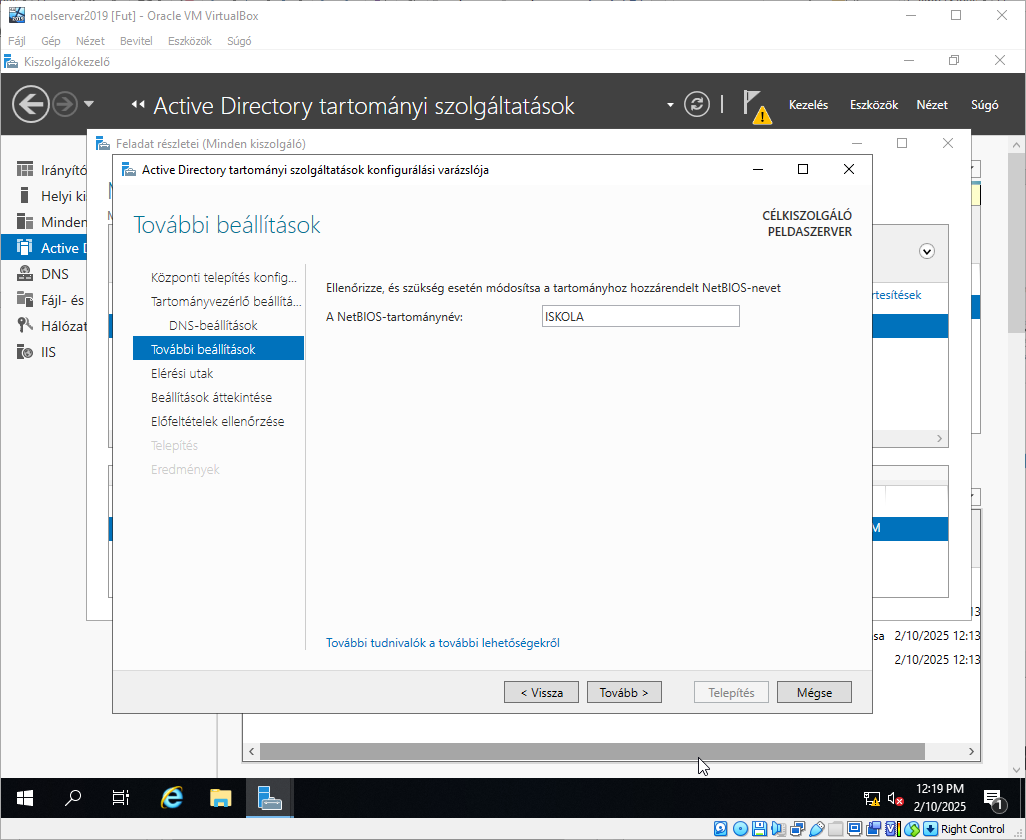 noelserver2019 [Fut] - Oracle VM VirtualBox
Fájl Gép Nézet Bevitel Eszközök Súgó
Kiszolgálókezelő
Active Directory tartományi szolgáltatások
Kezelés Eszközök Nézet Súgó
Feladat részletei (Minden kiszolgáló)
Active Directory tartományi szolgáltatások konfigurálási varázslója
További beállítások
CÉLKISZOLGÁLÓ
PELDASZERVER
Irányító
Helyi ki
Minden
Active D
DNS
Fájl- és
Hálózat
IIS
Központi telepítés konfig...
Tartományvezérlő beállítá...
DNS-beállítások
További beállítások
Elérési utak
Beállítások áttekintése
Előfeltételek ellenőrzése
Telepítés
Eredmények
Ellenőrizze, és szükség esetén módosítsa a tartományhoz hozzárendelt NetBIOS-nevet
A NetBIOS-tartománynév: ISKOLA
rtesítések
M
További tudnivalók a további lehetőségekről
13
sa 2/10/2025 12:13
2/10/2025 12:13
< Vissza Tovább > Telepítés Mégse
12:19 PM
2/10/2025
1
Right Control